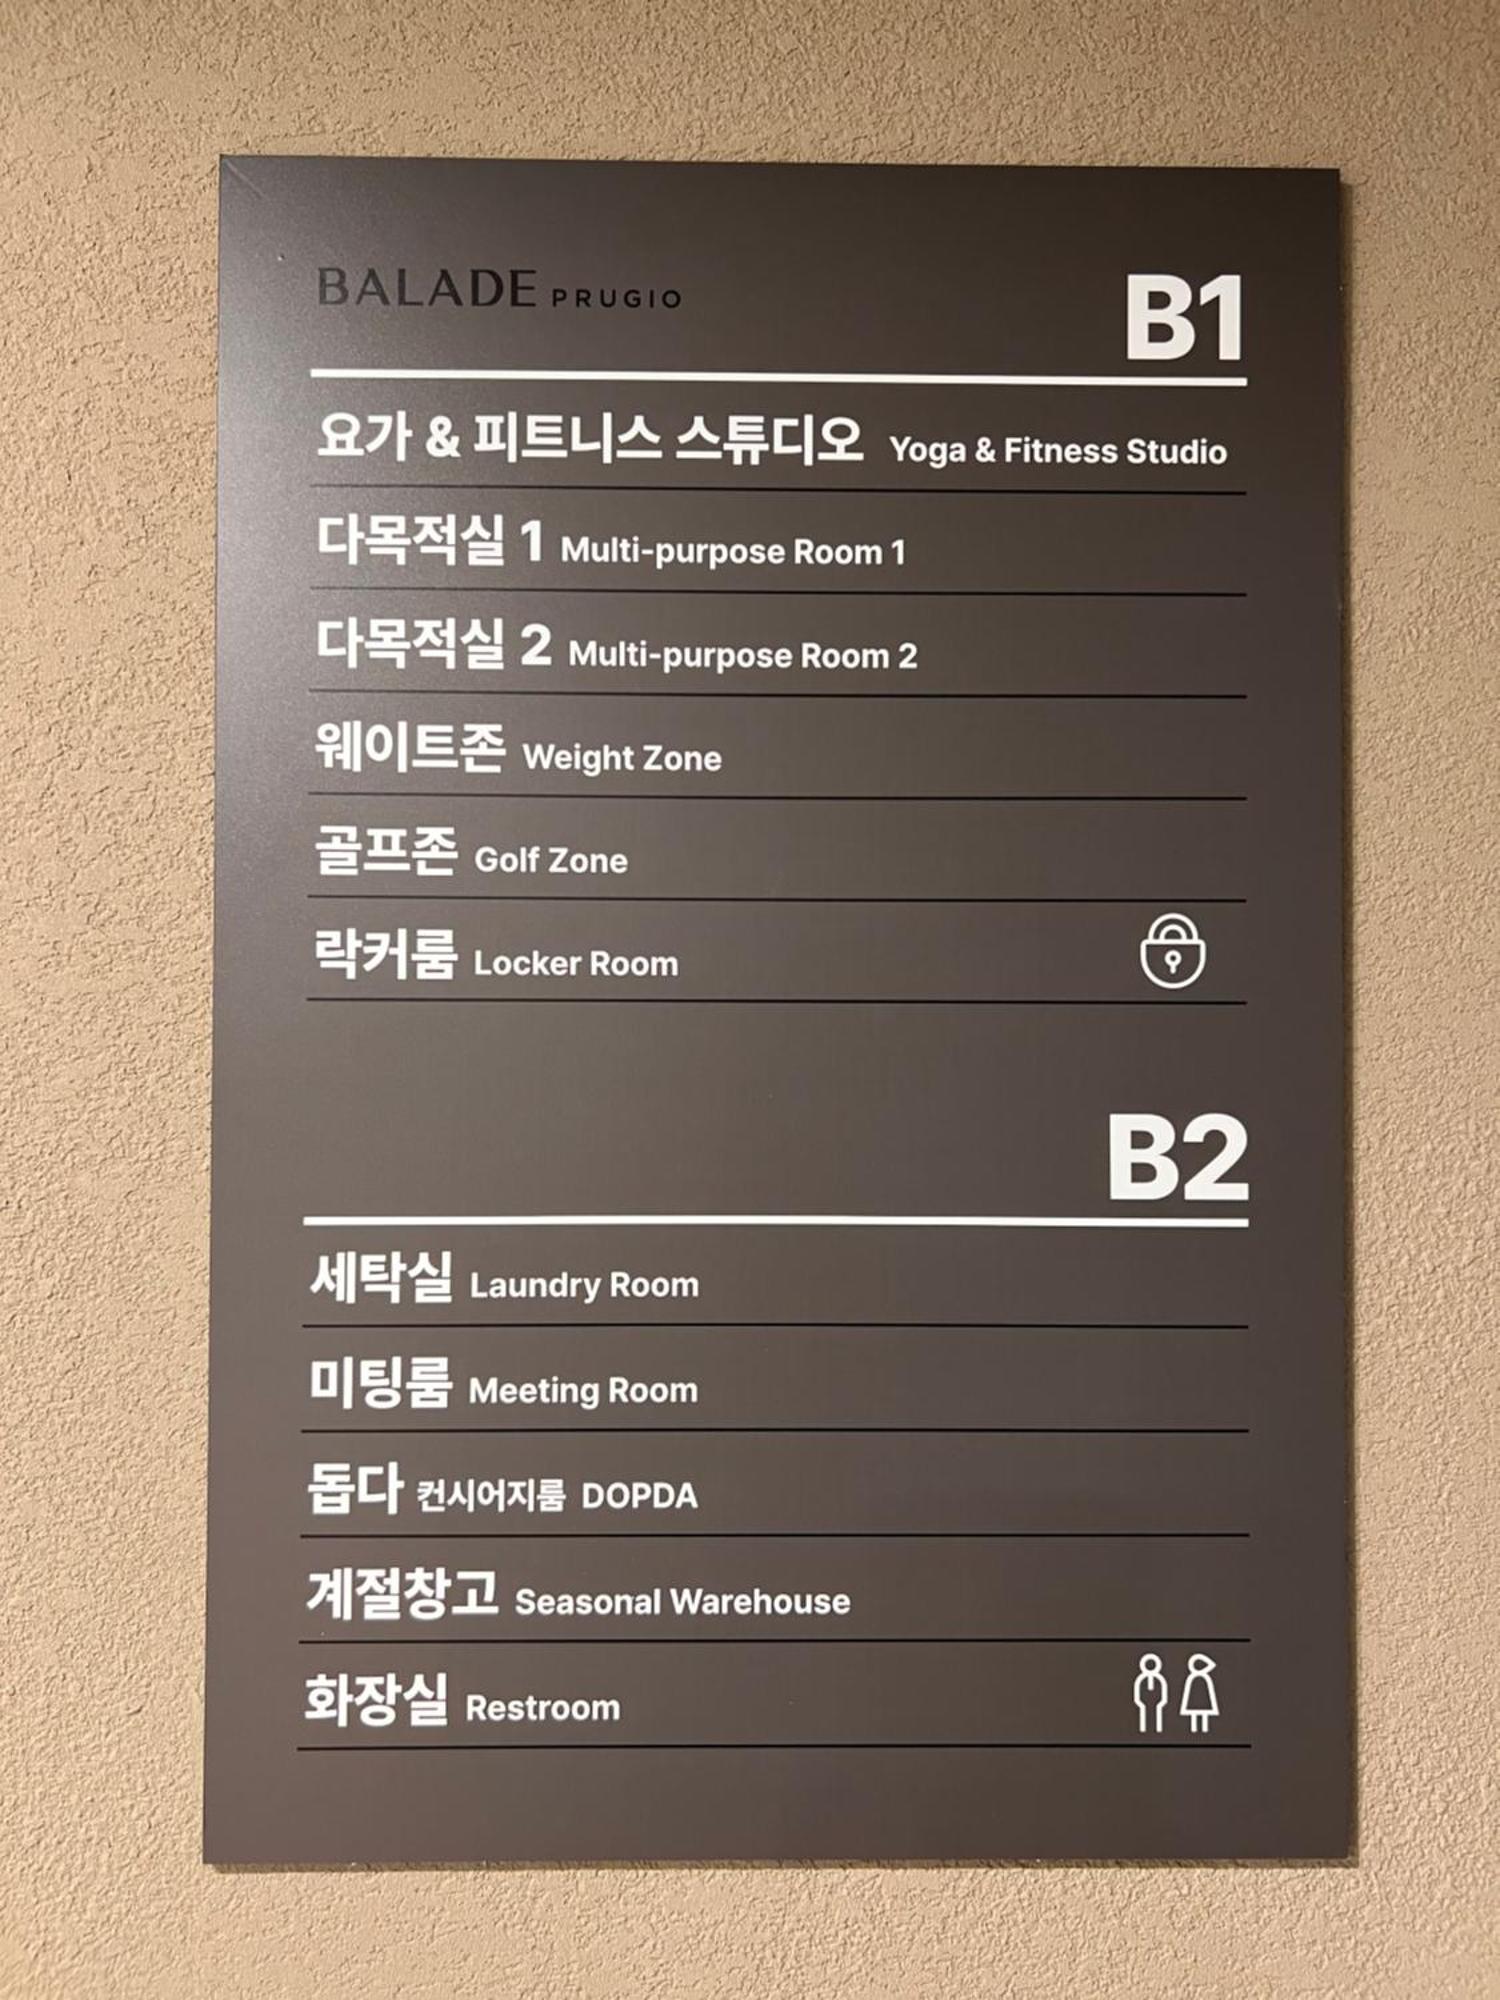 BALADE PRUGIO
B1
요가 & 피트니스 스튜디오 Yoga & Fitness Studio
다목적실 1 Multi-purpose Room 1
다목적실 2 Multi-purpose Room 2
웨이트존 Weight Zone
골프존 Golf Zone
락커룸 Locker Room
B2
세탁실 Laundry Room
미팅룸 Meeting Room
돕다 컨시어지룸 DOPDA
계절창고 Seasonal Warehouse
화장실 Restroom